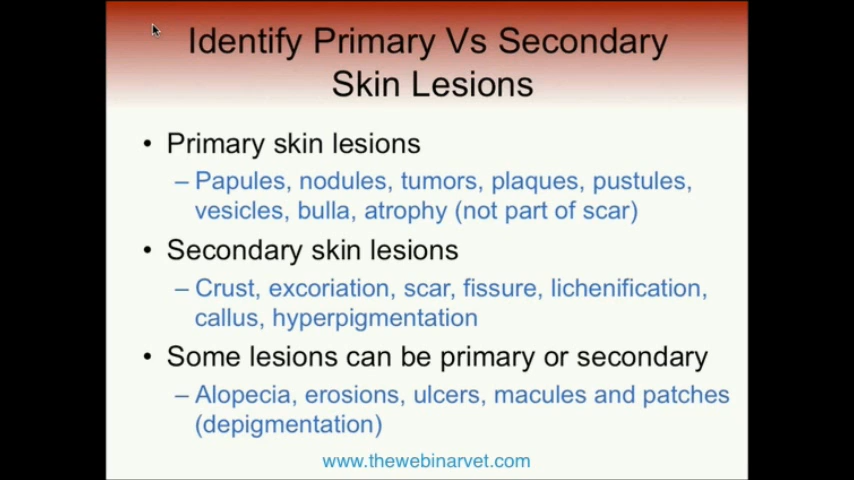 Identify Primary Vs Secondary
Skin Lesions
• Primary skin lesions
– Papules, nodules, tumors, plaques, pustules,
vesicles, bulla, atrophy (not part of scar)
• Secondary skin lesions
– Crust, excoriation, scar, fissure, lichenification,
callus, hyperpigmentation
• Some lesions can be primary or secondary
– Alopecia, erosions, ulcers, macules and patches
(depigmentation)
www.thewebinarvet.com